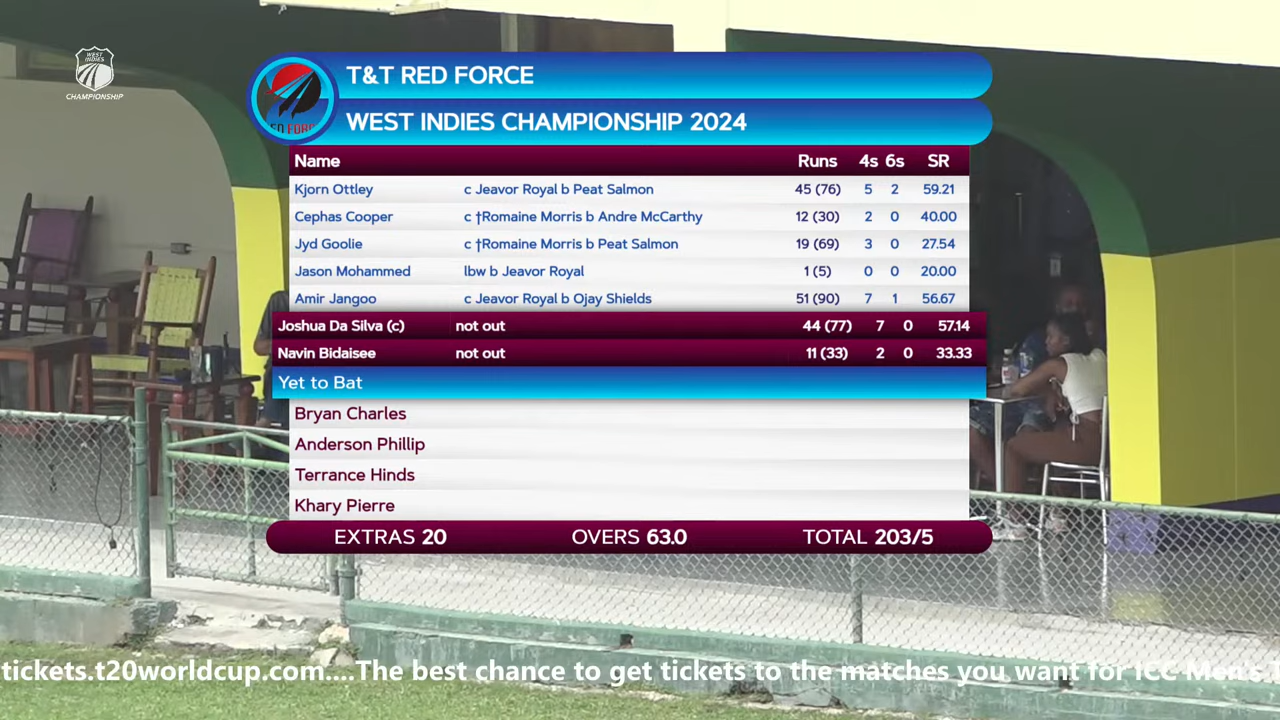 WEST INDIES
CHAMPIONSHIP
T&T RED FORCE
WEST INDIES CHAMPIONSHIP 2024
Name Runs 4s 6s SR
Kjorn Ottley c Jeavor Royal b Peat Salmon 45 (76) 5 2 59.21
Cephas Cooper c †Romaine Morris b Andre McCarthy 12 (30) 2 0 40.00
Jyd Goolie c †Romaine Morris b Peat Salmon 19 (69) 3 0 27.54
Jason Mohammed lbw b Jeavor Royal 1 (5) 0 0 20.00
Amir Jangoo c Jeavor Royal b Ojay Shields 51 (90) 7 1 56.67
Joshua Da Silva (c) not out 44 (77) 7 0 57.14
Navin Bidaisee not out 11 (33) 2 0 33.33
Yet to Bat
Bryan Charles
Anderson Phillip
Terrance Hinds
Khary Pierre
EXTRAS 20 OVERS 63.0 TOTAL 203/5
tickets.t20worldcup.com....The best chance to get tickets to the matches you want for ICC Men's